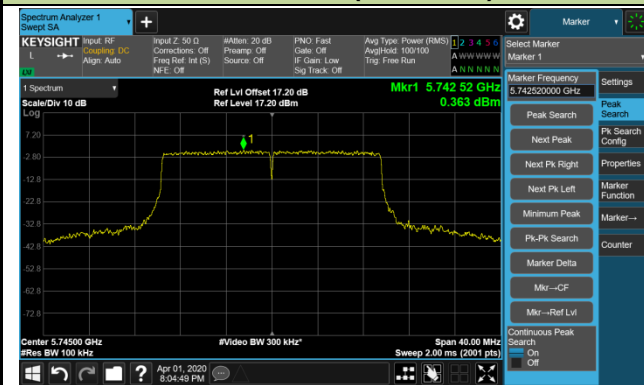 Spectrum Analyzer 1
Swept SA
Marker
KEYSIGHT Input: RF Input Z: 50 Ω #Atten: 20 dB PNO: Fast Avg Type: Power (RMS) 1 2 3 4 5 6 Select Marker
L Coupling: DC Corrections: Off Preamp: Off Gate: Off Avg|Hold: 100/100 A W W W W W Marker 1
Align: Auto Freq Ref: Int (S) Source: Off IF Gain: Low Trig: Free Run
NFE: Off Sig Track: Off A N N N N N
1 Spectrum Ref Lvl Offset 17.20 dB Mkr1 5.742 52 GHz
Scale/Div 10 dB Ref Level 17.20 dBm 0.363 dBm
Log
7.20
-2.80
-12.8
-22.8
-32.8
-42.8
-52.8
-62.8
-72.8
1
Center 5.74500 GHz #Video BW 300 kHz* Span 40.00 MHz
#Res BW 100 kHz Sweep 2.00 ms (2001 pts)
Marker Frequency
5.742520000 GHz
Peak Search
Next Peak
Next Pk Right
Next Pk Left
Minimum Peak
Pk-Pk Search
Marker Delta
Mkr→CF
Mkr→Ref Lvl
Continuous Peak
Search
On
Off
Settings
Peak
Search
Pk Search
Config
Properties
Marker
Function
Marker→
Counter
? Apr 01, 2020
8:04:49 PM